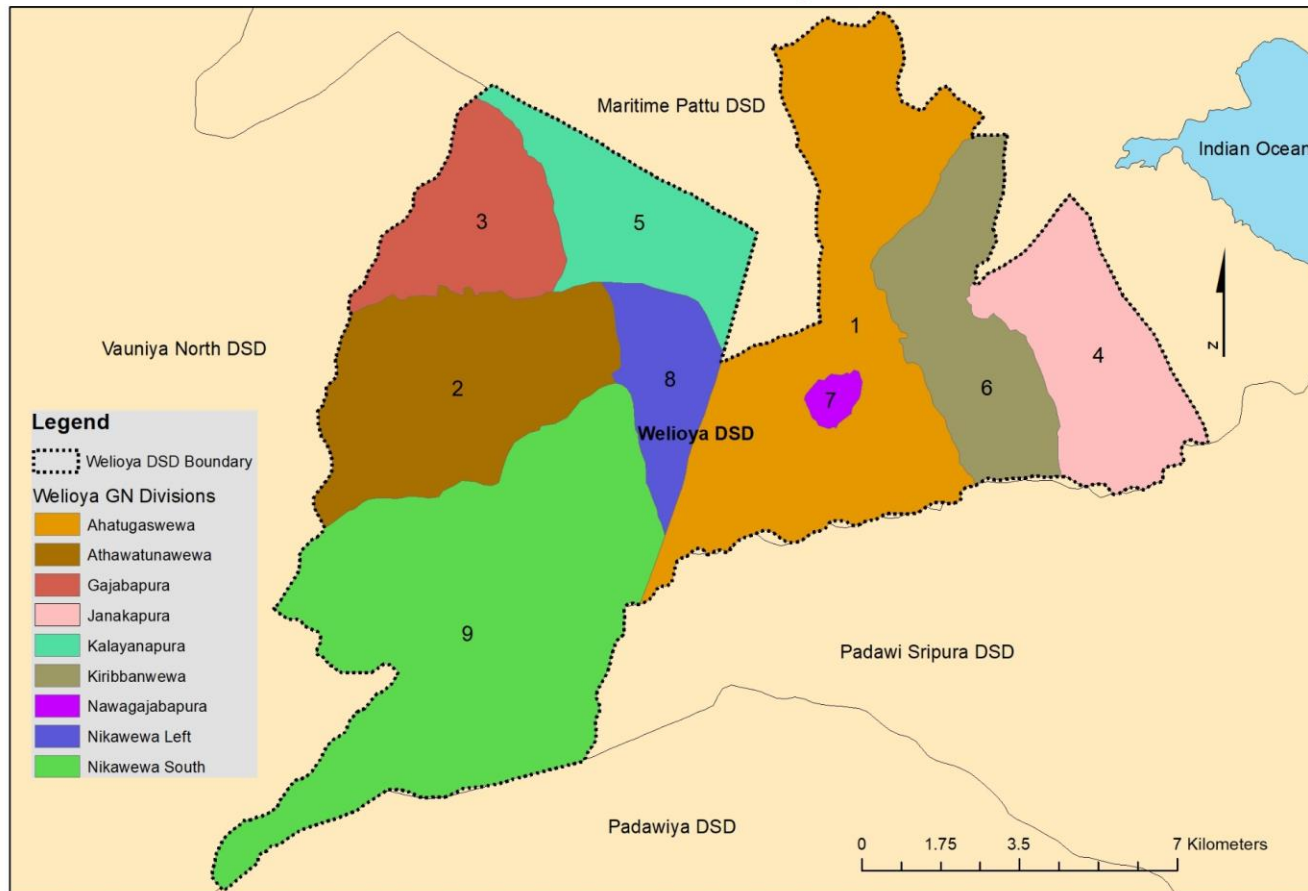 Maritime Pattu DSD
Indian Ocean
3
5
1
4
N
Vauniya North DSD
2
8
7
6
Welioya DSD
Legend
Welioya DSD Boundary
Welioya GN Divisions
Ahatugaswewa
Athawatunawewa
Gajabapura
Janakapura
Kalayanapura
Kiribbanwewa
Nawagajabapura
Nikawewa Left
Nikawewa South
9
Padawi Sripura DSD
Padawiya DSD
0 1.75 3.5 7 Kilometers